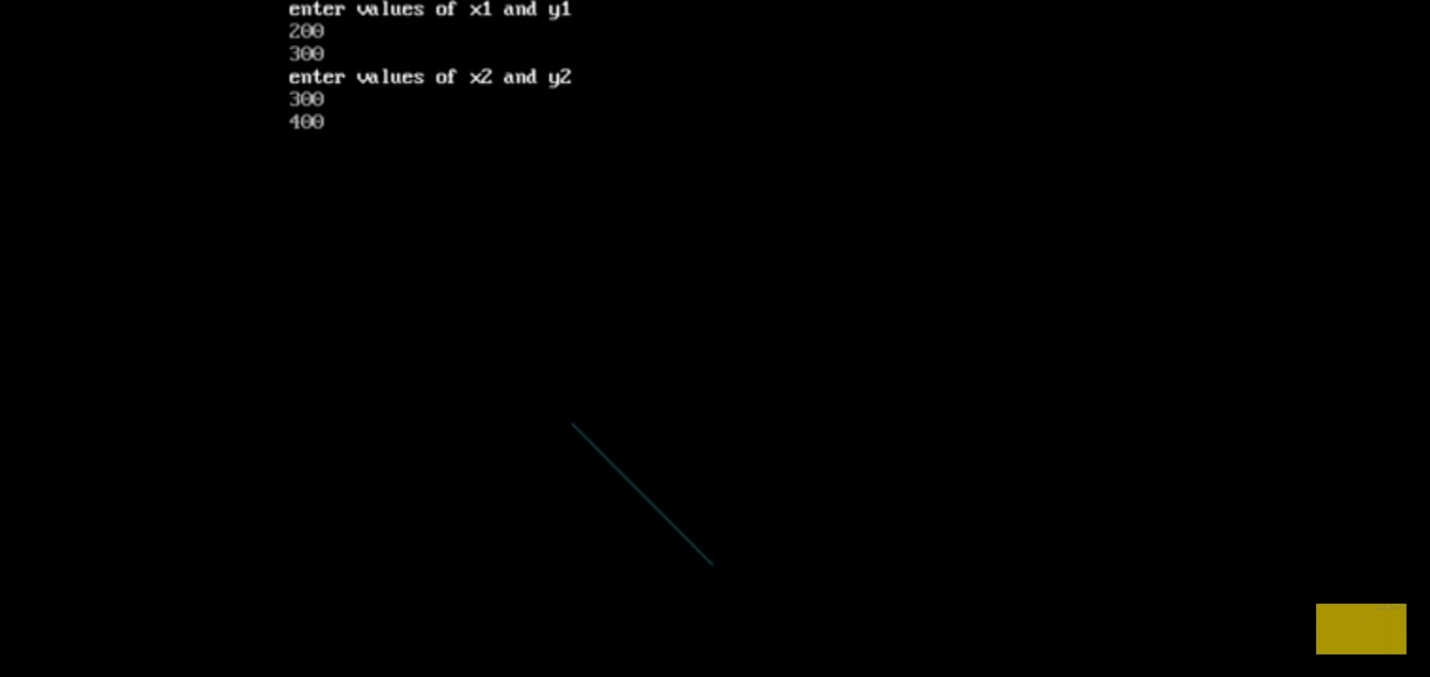 enter values of x1 and y1
200
300
enter values of x2 and y2
300
400